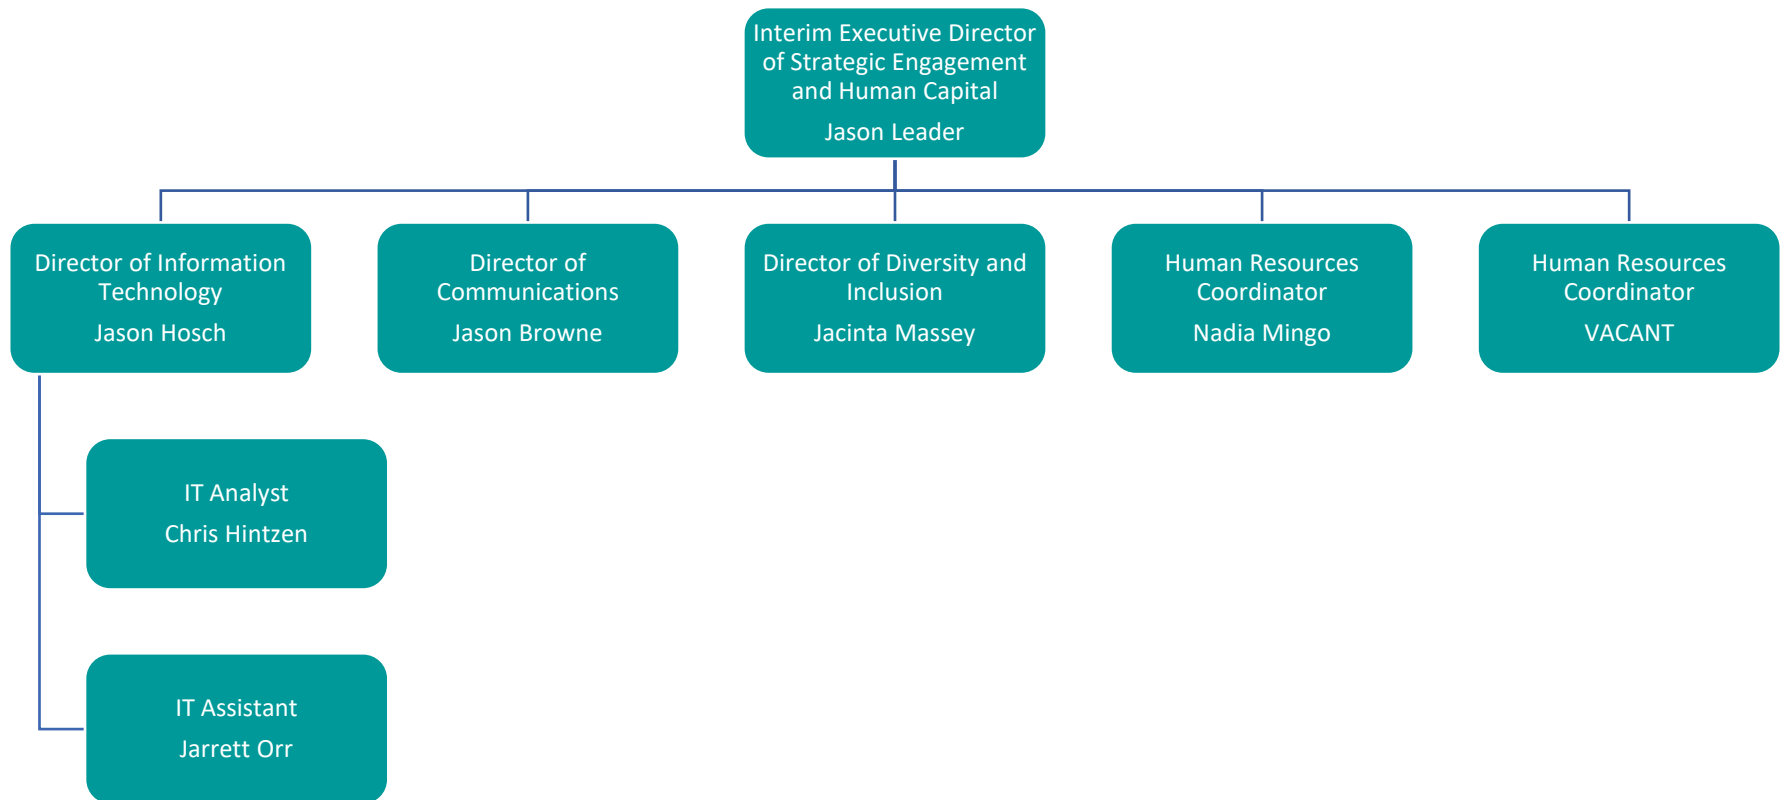 Interim Executive Director
of Strategic Engagement
and Human Capital
Jason Leader
Director of Information
Technology
Jason Hosch
Director of
Communications
Jason Browne
Director of Diversity and
Inclusion
Jacinta Massey
Human Resources
Coordinator
Nadia Mingo
Human Resources
Coordinator
VACANT
IT Analyst
Chris Hintzen
IT Assistant
Jarrett Orr